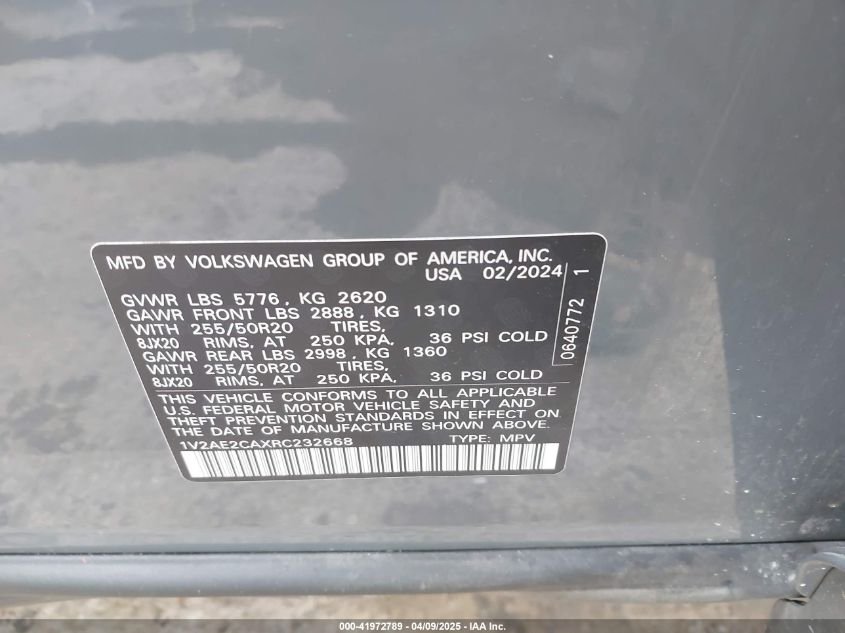 MFD BY VOLKSWAGEN GROUP OF AMERICA, INC.
USA 02/2024
GVWR LBS 5776, KG 2620
GAWR FRONT LBS 2888, KG 1310
WITH 255/50R20 TIRES,
8JX20 RIMS, AT 250 KPA, 36 PSI COLD
GAWR REAR LBS 2998, KG 1360
WITH 255/50R20 TIRES,
8JX20 RIMS, AT 250 KPA, 36 PSI COLD
THIS VEHICLE CONFORMS TO ALL APPLICABLE
U.S. FEDERAL MOTOR VEHICLE SAFETY AND
THEFT PREVENTION STANDARDS IN EFFECT ON
THE DATE OF MANUFACTURE SHOWN ABOVE.
1V2AE2CAXRC232668 TYPE: MPV
0640772 1
000-41972789 - 04/09/2025 - IAA Inc.